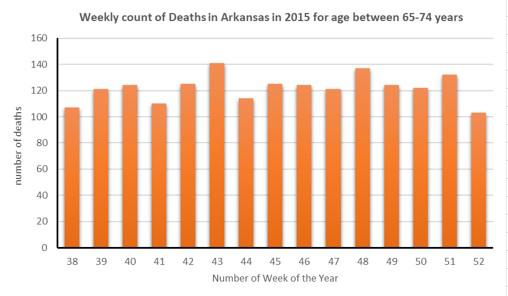 Weekly count of Deaths in Arkansas in 2015 for age between 65-74 years
160
140
120
100
80
60
40
20
0
number of deaths
38 39 40 41 42 43 44 45 46 47 48 49 50 51 52
Number of Week of the Year